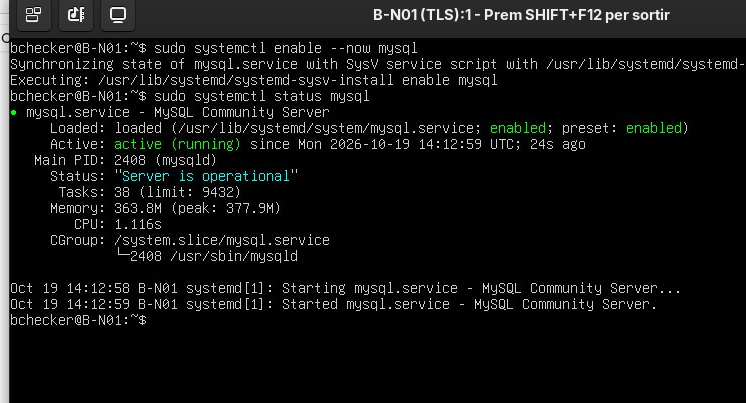 B-N01 (TLS):1 - Prem SHIFT+F12 per sortir
bchecker@B-N01:~$ sudo systemctl enable --now mysql
Synchronizing state of mysql.service with SysV service script with /usr/lib/systemd/systemd-
Executing: /usr/lib/systemd/systemd-sysv-install enable mysql
bchecker@B-N01:~$ sudo systemctl status mysql
● mysql.service - MySQL Community Server
Loaded: loaded (/usr/lib/systemd/system/mysql.service; enabled; preset: enabled)
Active: active (running) since Mon 2026-10-19 14:12:59 UTC; 24s ago
Main PID: 2408 (mysqld)
Status: "Server is operational"
Tasks: 38 (limit: 9432)
Memory: 363.8M (peak: 377.9M)
CPU: 1.116s
CGroup: /system.slice/mysql.service
└─2408 /usr/sbin/mysqld
Oct 19 14:12:58 B-N01 systemd[1]: Starting mysql.service - MySQL Community Server...
Oct 19 14:12:59 B-N01 systemd[1]: Started mysql.service - MySQL Community Server.
bchecker@B-N01:~$